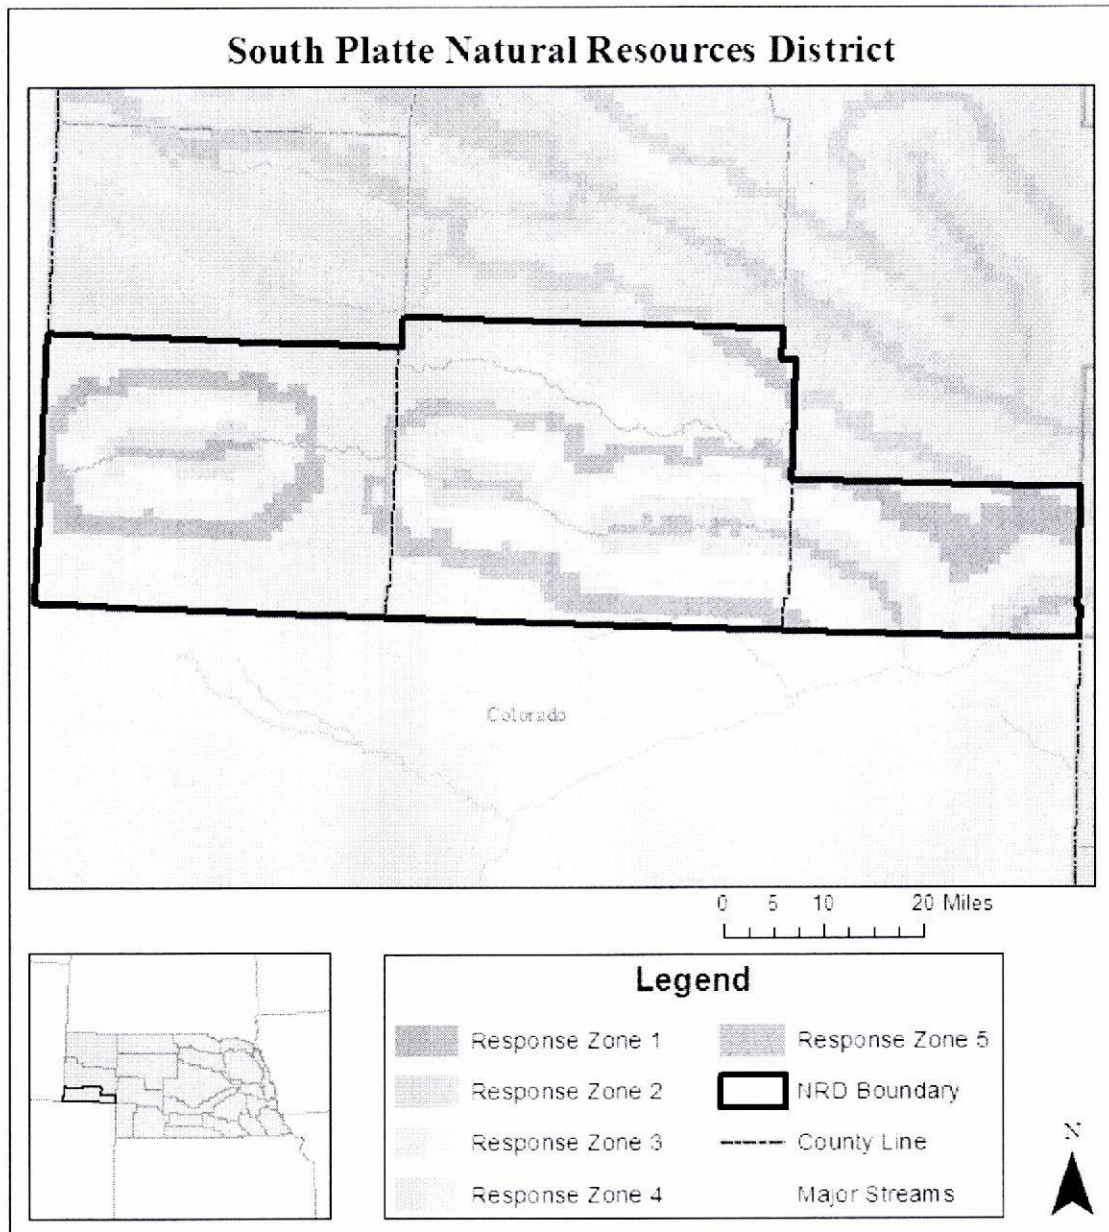 South Platte Natural Resources District
Colorado
0 5 10 20 Miles
Legend
Response Zone 1
Response Zone 2
Response Zone 3
Response Zone 4
Response Zone 5
NRD Boundary
County Line
Major Streams
N